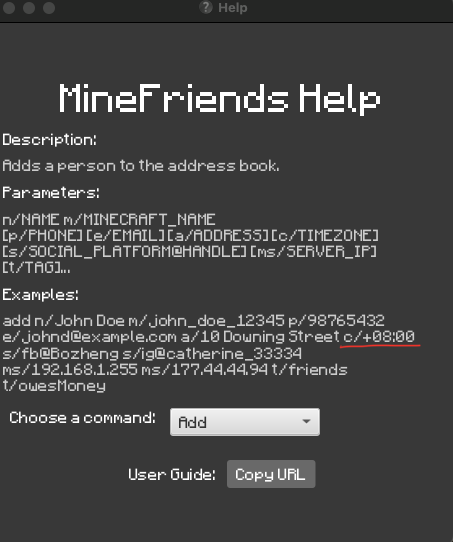 Help
MineFriends Help
Description:
Adds a person to the address book.
Parameters:
n/NAME m/MINECRAFT_NAME
[p/PHONE] [e/EMAIL] [a/ADDRESS] [c/TIMEZONE]
[s/SOCIAL_PLATFORM@HANDLE] [ms/SERVER_IP]
[t/TAG]...
Examples:
add n/John Doe m/john_doe_12345 p/98765432
e/johnd@example.com a/10 Downing Street c/+08:00
s/fb@Bozheng s/ig@catherine_33334
ms/192.168.1.255 ms/177.44.44.94 t/friends
t/owesMoney
Choose a command: Add
User Guide: Copy URL